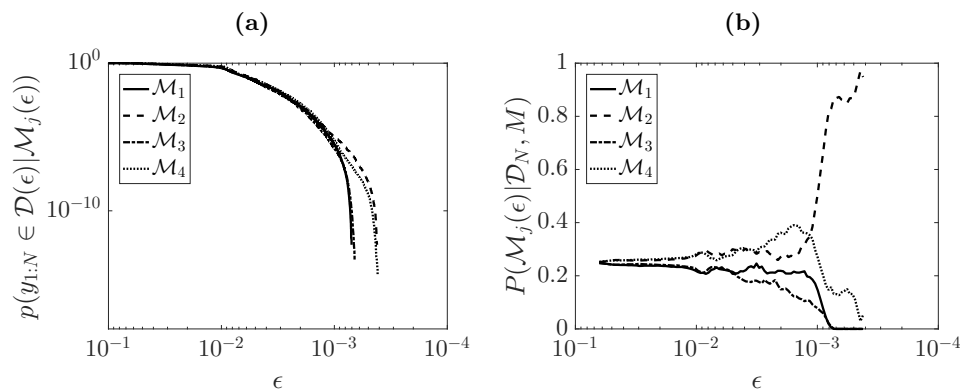 (a)
p(y_{1:N} ∈ 𝒟(ϵ)|ℳ_j(ϵ))
10^0
10^{-10}
ℳ_1
ℳ_2
ℳ_3
ℳ_4
10^{-1} 10^{-2} 10^{-3} 10^{-4}
ϵ
(b)
P(ℳ_j(ϵ)|𝒟_N, M)
1
0.8
0.6
0.4
0.2
0
ℳ_1
ℳ_2
ℳ_3
ℳ_4
10^{-1} 10^{-2} 10^{-3} 10^{-4}
ϵ